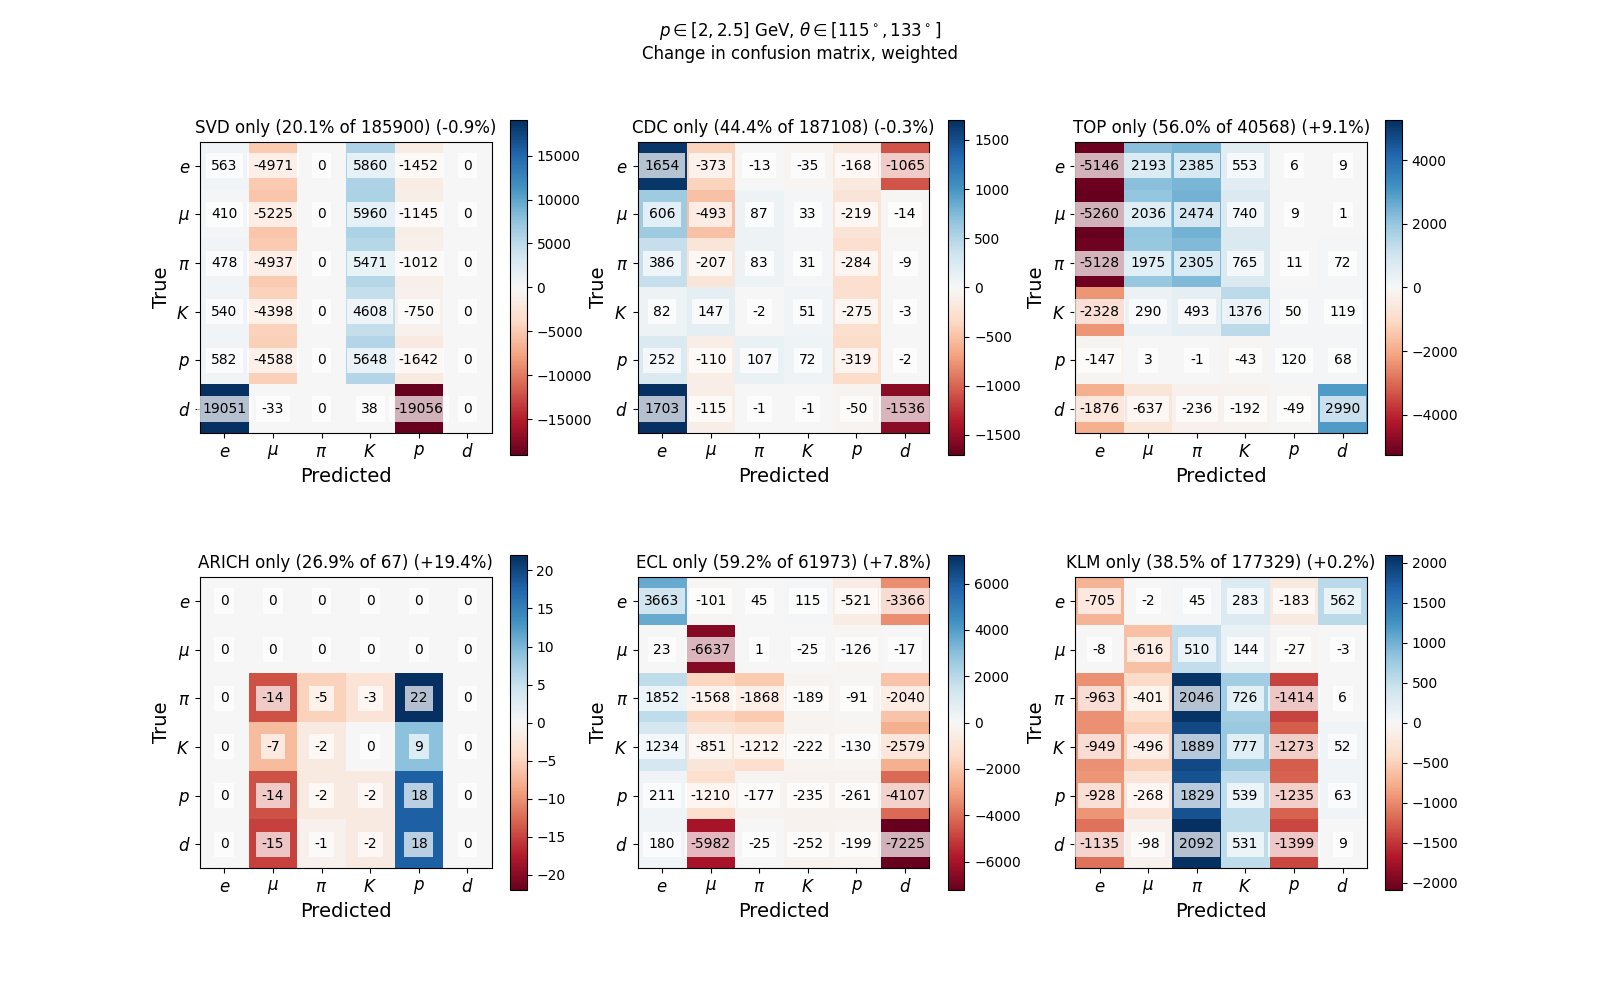 p ∈ [2, 2.5] GeV, θ ∈ [115°, 133°]
Change in confusion matrix, weighted
SVD only (20.1% of 185900) (-0.9%)
True
e 563 -4971 0 5860 -1452 0
μ 410 -5225 0 5960 -1145 0
π 478 -4937 0 5471 -1012 0
K 540 -4398 0 4608 -750 0
p 582 -4588 0 5648 -1642 0
d 19051 -33 0 38 -19056 0
e μ π K p d
Predicted
15000
10000
5000
0
−5000
−10000
−15000
CDC only (44.4% of 187108) (-0.3%)
True
e 1654 -373 -13 -35 -168 -1065
μ 606 -493 87 33 -219 -14
π 386 -207 83 31 -284 -9
K 82 147 -2 51 -275 -3
p 252 -110 107 72 -319 -2
d 1703 -115 -1 -1 -50 -1536
e μ π K p d
Predicted
1500
1000
500
0
−500
−1000
−1500
TOP only (56.0% of 40568) (+9.1%)
True
e -5146 2193 2385 553 6 9
μ -5260 2036 2474 740 9 1
π -5128 1975 2305 765 11 72
K -2328 290 493 1376 50 119
p -147 3 -1 -43 120 68
d -1876 -637 -236 -192 -49 2990
e μ π K p d
Predicted
4000
2000
0
−2000
−4000
ARICH only (26.9% of 67) (+19.4%)
True
e 0 0 0 0 0 0
μ 0 0 0 0 0 0
π 0 -14 -5 -3 22 0
K 0 -7 -2 0 9 0
p 0 -14 -2 -2 18 0
d 0 -15 -1 -2 18 0
e μ π K p d
Predicted
20
15
10
5
0
−5
−10
−15
−20
ECL only (59.2% of 61973) (+7.8%)
True
e 3663 -101 45 115 -521 -3366
μ 23 -6637 1 -25 -126 -17
π 1852 -1568 -1868 -189 -91 -2040
K 1234 -851 -1212 -222 -130 -2579
p 211 -1210 -177 -235 -261 -4107
d 180 -5982 -25 -252 -199 -7225
e μ π K p d
Predicted
6000
4000
2000
0
−2000
−4000
−6000
KLM only (38.5% of 177329) (+0.2%)
True
e -705 -2 45 283 -183 562
μ -8 -616 510 144 -27 -3
π -963 -401 2046 726 -1414 6
K -949 -496 1889 777 -1273 52
p -928 -268 1829 539 -1235 63
d -1135 -98 2092 531 -1399 9
e μ π K p d
Predicted
2000
1500
1000
500
0
−500
−1000
−1500
−2000